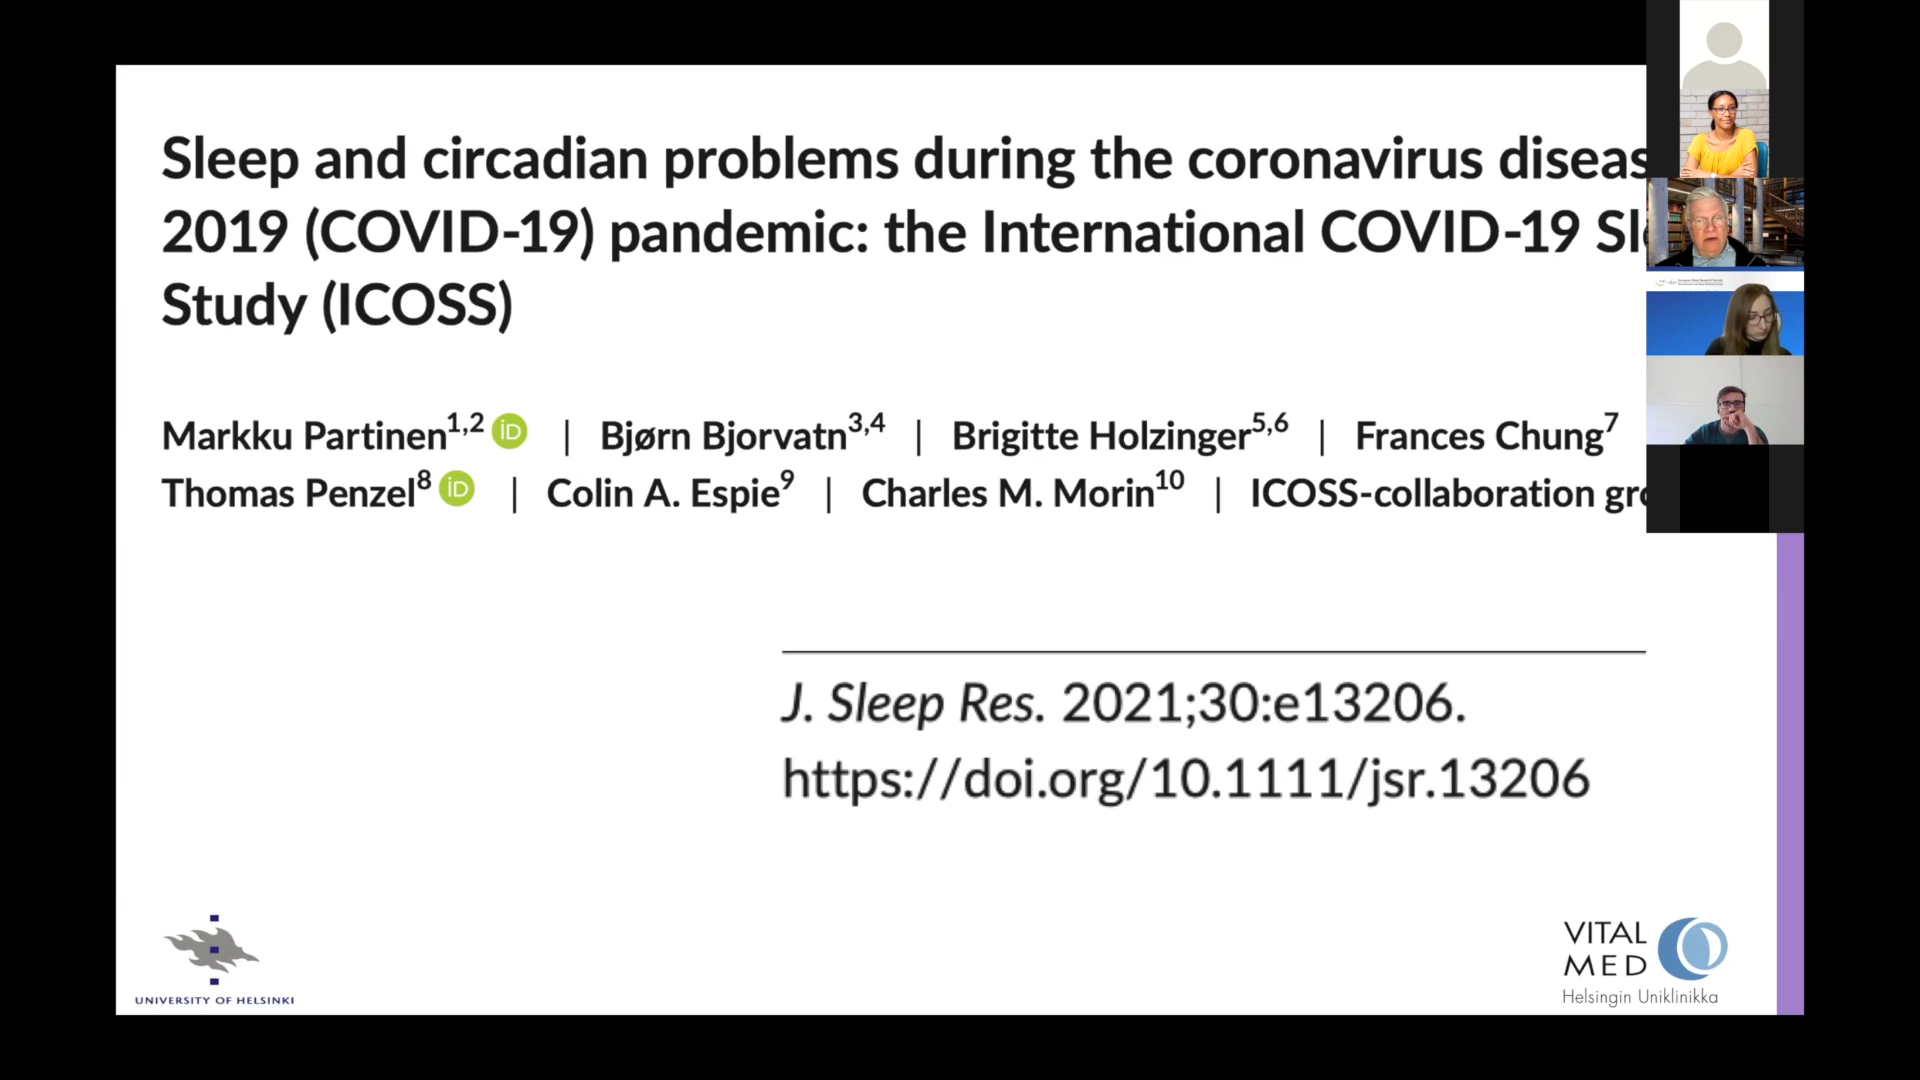 Sleep and circadian problems during the coronavirus diseas
2019 (COVID-19) pandemic: the International COVID-19 Sl
Study (ICOSS)
Markku Partinen1,2 iD | Bjørn Bjorvatn3,4 | Brigitte Holzinger5,6 | Frances Chung7
Thomas Penzel8 iD | Colin A. Espie9 | Charles M. Morin10 | ICOSS-collaboration gro
J. Sleep Res. 2021;30:e13206.
https://doi.org/10.1111/jsr.13206
UNIVERSITY OF HELSINKI
VITAL
MED
Helsingin Uniklinikka